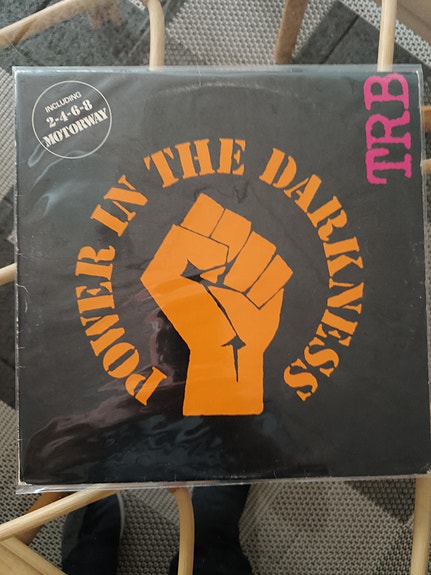 INCLUDING
2-4-6-8
MOTORWAY
TRB
POWER IN THE DARKNESS